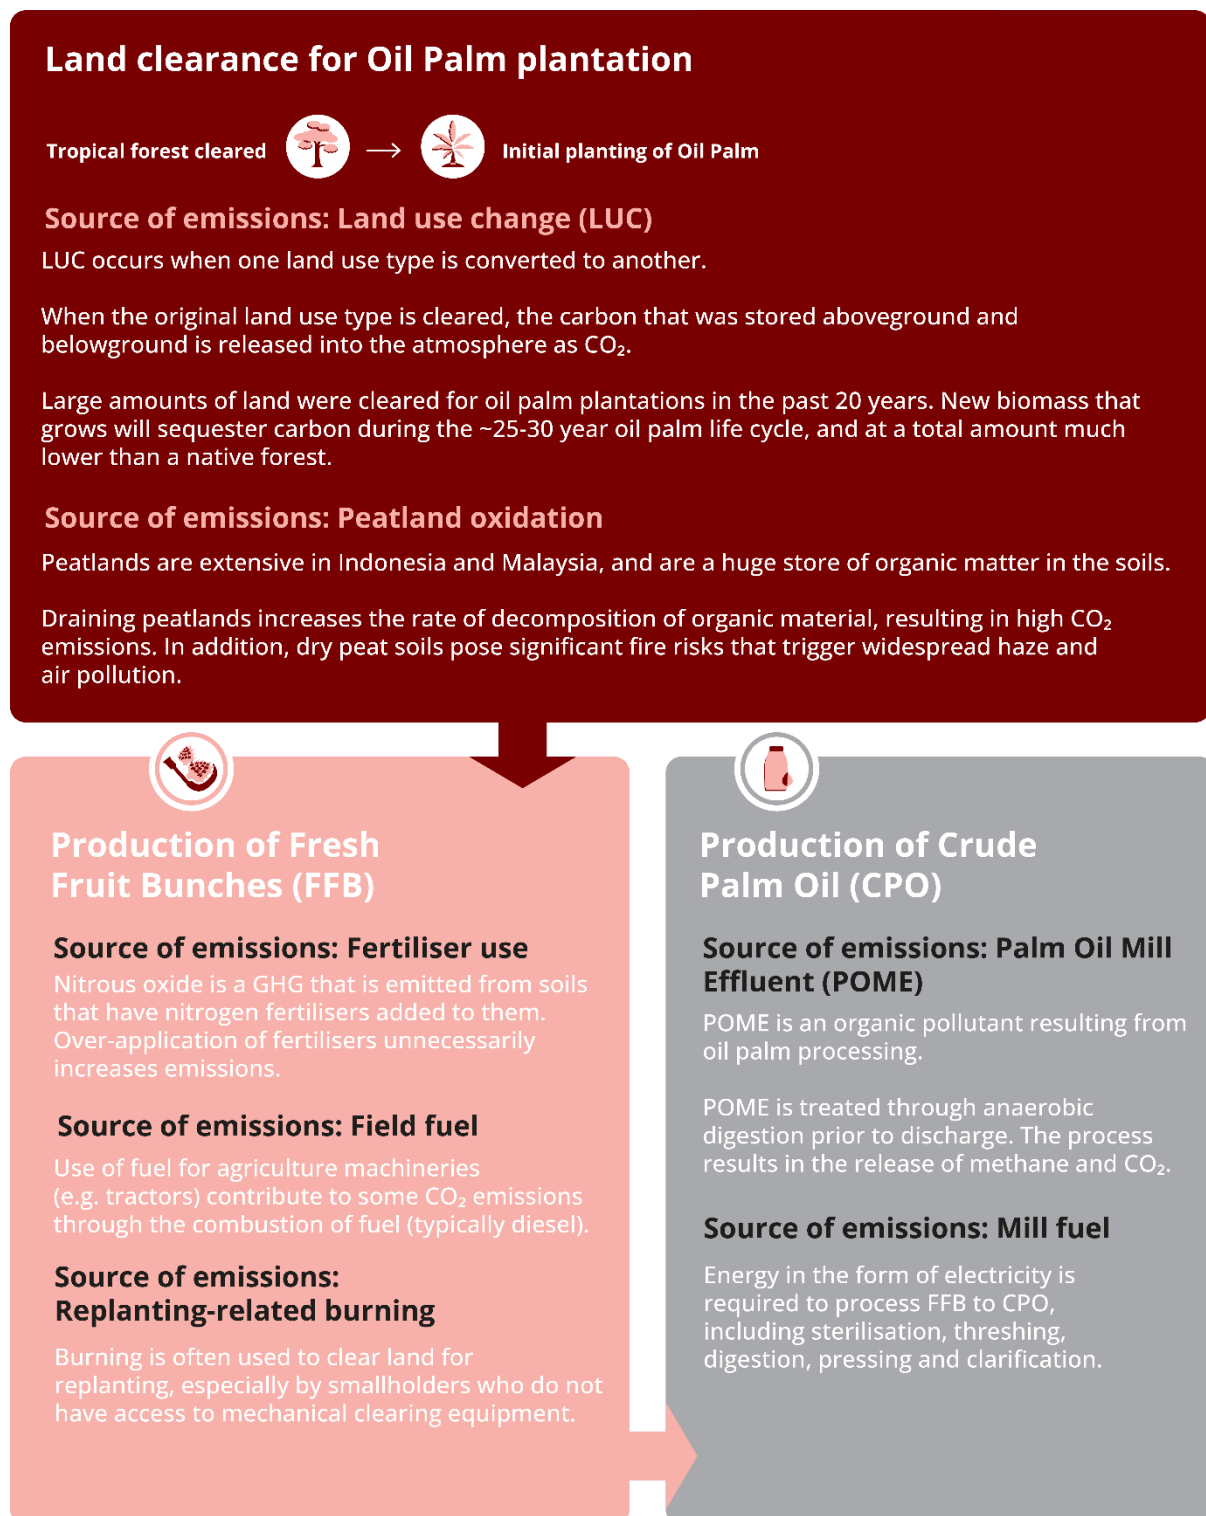 Land clearance for Oil Palm plantation
Tropical forest cleared
Initial planting of Oil Palm
Source of emissions: Land use change (LUC)
LUC occurs when one land use type is converted to another.
When the original land use type is cleared, the carbon that was stored aboveground and
belowground is released into the atmosphere as CO₂.
Large amounts of land were cleared for oil palm plantations in the past 20 years. New biomass that
grows will sequester carbon during the ~25-30 year oil palm life cycle, and at a total amount much
lower than a native forest.
Source of emissions: Peatland oxidation
Peatlands are extensive in Indonesia and Malaysia, and are a huge store of organic matter in the soils.
Draining peatlands increases the rate of decomposition of organic material, resulting in high CO₂
emissions. In addition, dry peat soils pose significant fire risks that trigger widespread haze and
air pollution.
Production of Fresh
Fruit Bunches (FFB)
Source of emissions: Fertiliser use
Nitrous oxide is a GHG that is emitted from soils
that have nitrogen fertilisers added to them.
Over-application of fertilisers unnecessarily
increases emissions.
Source of emissions: Field fuel
Use of fuel for agriculture machineries
(e.g. tractors) contribute to some CO₂ emissions
through the combustion of fuel (typically diesel).
Source of emissions:
Replanting-related burning
Burning is often used to clear land for
replanting, especially by smallholders who do not
have access to mechanical clearing equipment.
Production of Crude
Palm Oil (CPO)
Source of emissions: Palm Oil Mill
Effluent (POME)
POME is an organic pollutant resulting from
oil palm processing.
POME is treated through anaerobic
digestion prior to discharge. The process
results in the release of methane and CO₂.
Source of emissions: Mill fuel
Energy in the form of electricity is
required to process FFB to CPO,
including sterilisation, threshing,
digestion, pressing and clarification.